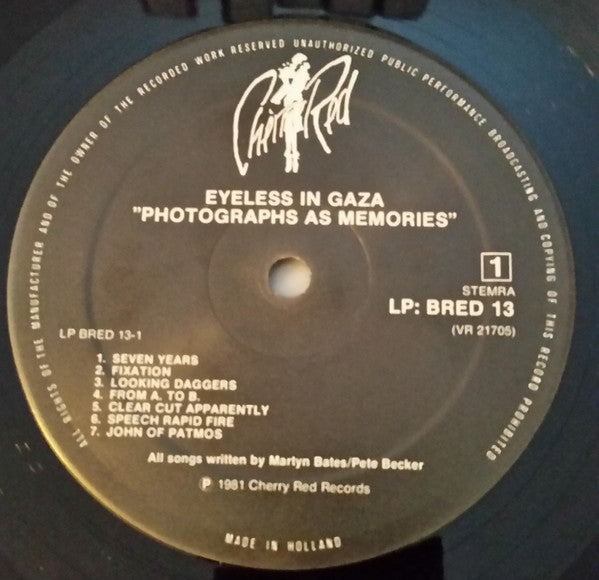 ALL RIGHTS OF THE MANUFACTURER AND OF THE OWNER OF THE RECORDED WORK RESERVED UNAUTHORIZED PUBLIC PERFORMANCE BROADCASTING AND COPYING OF THIS RECORD PROHIBITED
Cherry Red
EYELESS IN GAZA
"PHOTOGRAPHS AS MEMORIES"
1
STEMRA
LP: BRED 13
(VR 21705)
LP BRED 13-1
1. SEVEN YEARS
2. FIXATION
3. LOOKING DAGGERS
4. FROM A. TO B.
5. CLEAR CUT APPARENTLY
6. SPEECH RAPID FIRE
7. JOHN OF PATMOS
All songs written by Martyn Bates/Pete Becker
℗ 1981 Cherry Red Records
MADE IN HOLLAND